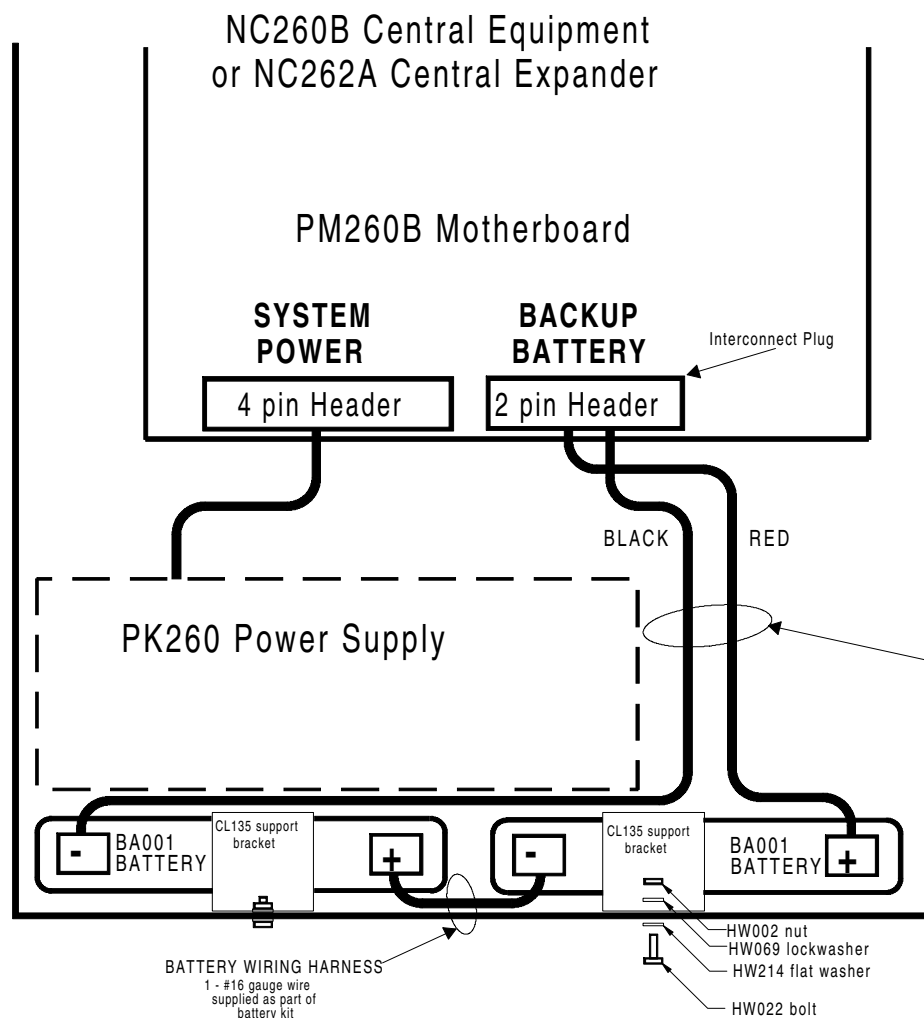 NC260B Central Equipment
or NC262A Central Expander
PM260B Motherboard
SYSTEM
POWER
BACKUP
BATTERY
Interconnect Plug
4 pin Header
2 pin Header
BLACK
RED
PK260 Power Supply
-
BA001
BATTERY
CL135 support
bracket
+
-
CL135 support
bracket
BA001
BATTERY
+
HW002 nut
HW069 lockwasher
HW214 flat washer
HW022 bolt
BATTERY WIRING HARNESS
1 - #16 gauge wire
supplied as part of
battery kit